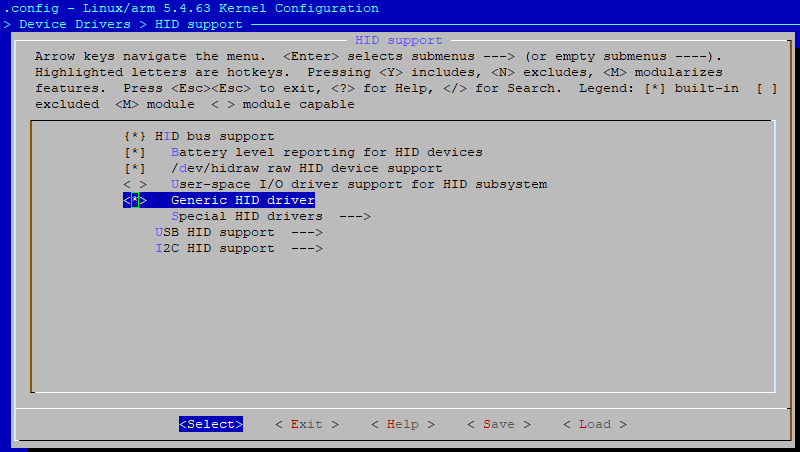 .config - Linux/arm 5.4.63 Kernel Configuration
> Device Drivers > HID support
HID support
Arrow keys navigate the menu.  <Enter> selects submenus ---> (or empty submenus ----).
Highlighted letters are hotkeys.  Pressing <Y> includes, <N> excludes, <M> modularizes
features.  Press <Esc><Esc> to exit, <?> for Help, </> for Search.  Legend: [*] built-in  [ ]
excluded  <M> module  < > module capable
{*} HID bus support
[*]   Battery level reporting for HID devices
[*]   /dev/hidraw raw HID device support
< >   User-space I/O driver support for HID subsystem
<*>   Generic HID driver
Special HID drivers  --->
USB HID support  --->
I2C HID support  --->
<Select>    < Exit >    < Help >    < Save >    < Load >